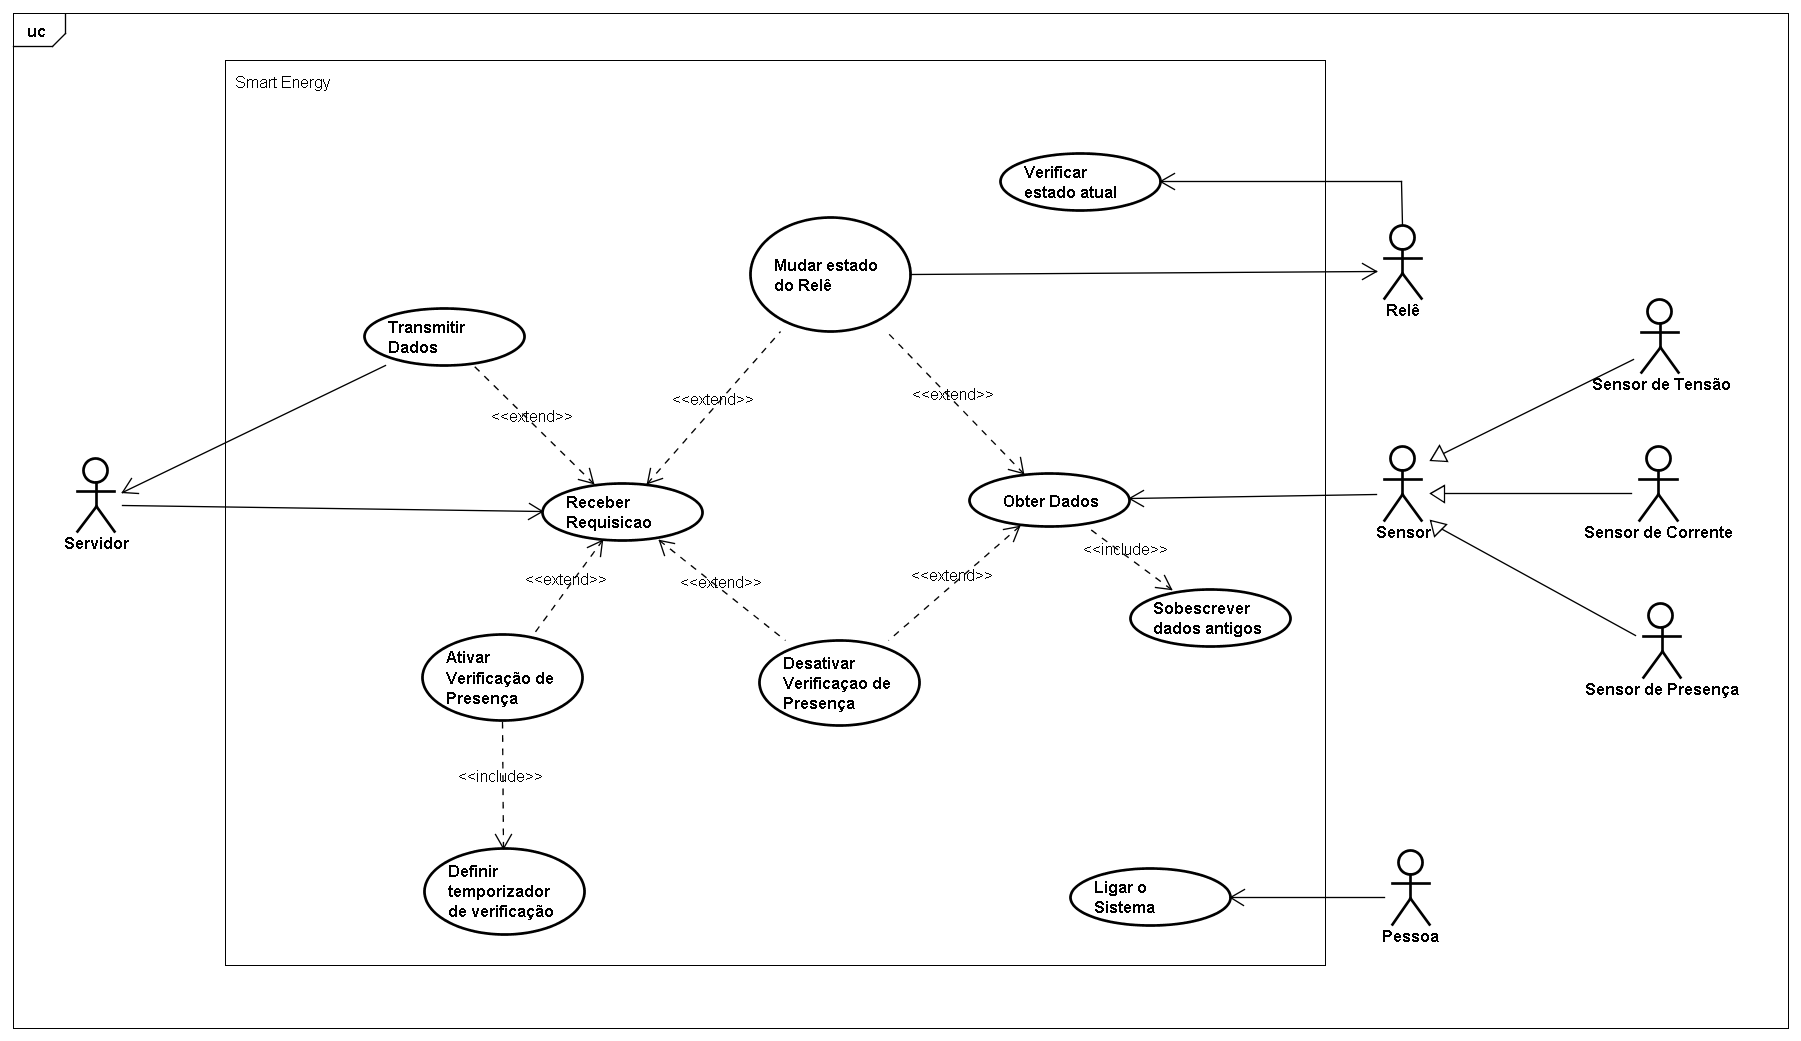 uc
Smart Energy
Verificar
estado atual
Mudar estado
do Relê
Relê
Transmitir
Dados
Sensor de Tensão
<<extend>>
<<extend>>
<<extend>>
Receber
Requisicao
Obter Dados
Servidor
Sensor
Sensor de Corrente
<<include>>
<<extend>>
<<extend>>
<<extend>>
Sobescrever
dados antigos
Ativar
Verificação de
Presença
Desativar
Verificaçao de
Presença
Sensor de Presença
<<include>>
Definir
temporizador
de verificação
Ligar o
Sistema
Pessoa